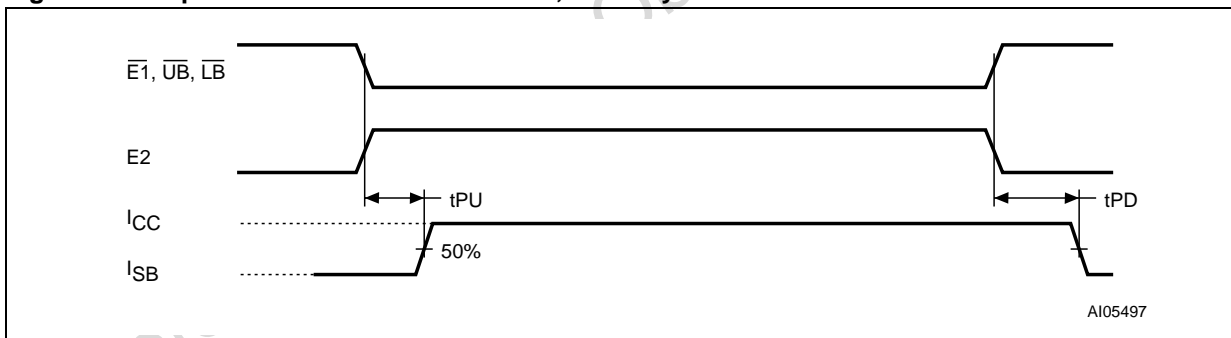 E1, UB, LB
E2
tPU
tPD
ICC
50%
ISB
AI05497